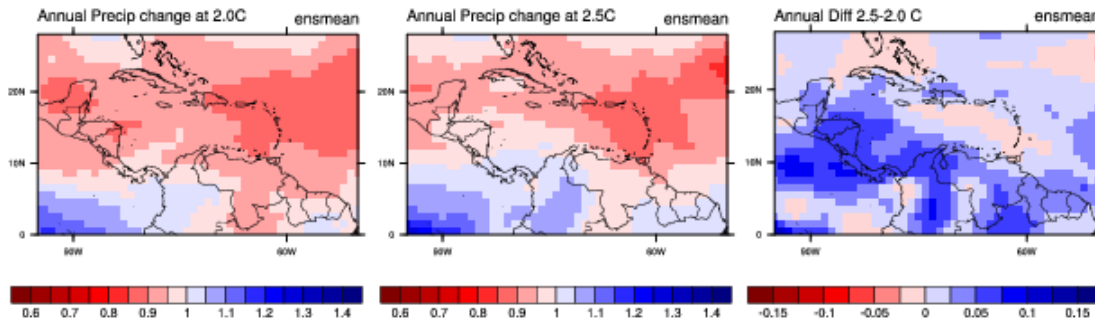 Annual Precip change at 2.0C ensmean
20N
10N
0
90W 60W
0.6 0.7 0.8 0.9 1 1.1 1.2 1.3 1.4
Annual Precip change at 2.5C ensmean
20N
10N
0
90W 60W
0.6 0.7 0.8 0.9 1 1.1 1.2 1.3 1.4
Annual Diff 2.5-2.0 C ensmean
20N
10N
0
90W 60W
-0.15 -0.1 -0.05 0 0.05 0.1 0.15